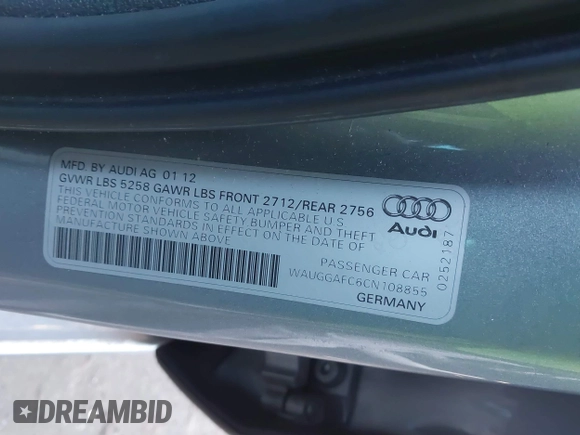 MFD. BY AUDI AG 01 12
GVWR LBS 5258 GAWR LBS FRONT 2712/REAR 2756
THIS VEHICLE CONFORMS TO ALL APPLICABLE U S
FEDERAL MOTOR VEHICLE SAFETY BUMPER AND THEFT
PREVENTION STANDARDS IN EFFECT ON THE DATE OF
MANUFACTURE SHOWN ABOVE
Audi
0252187
PASSENGER CAR
WAUGGAFC6CN108855
GERMANY
DREAMBID